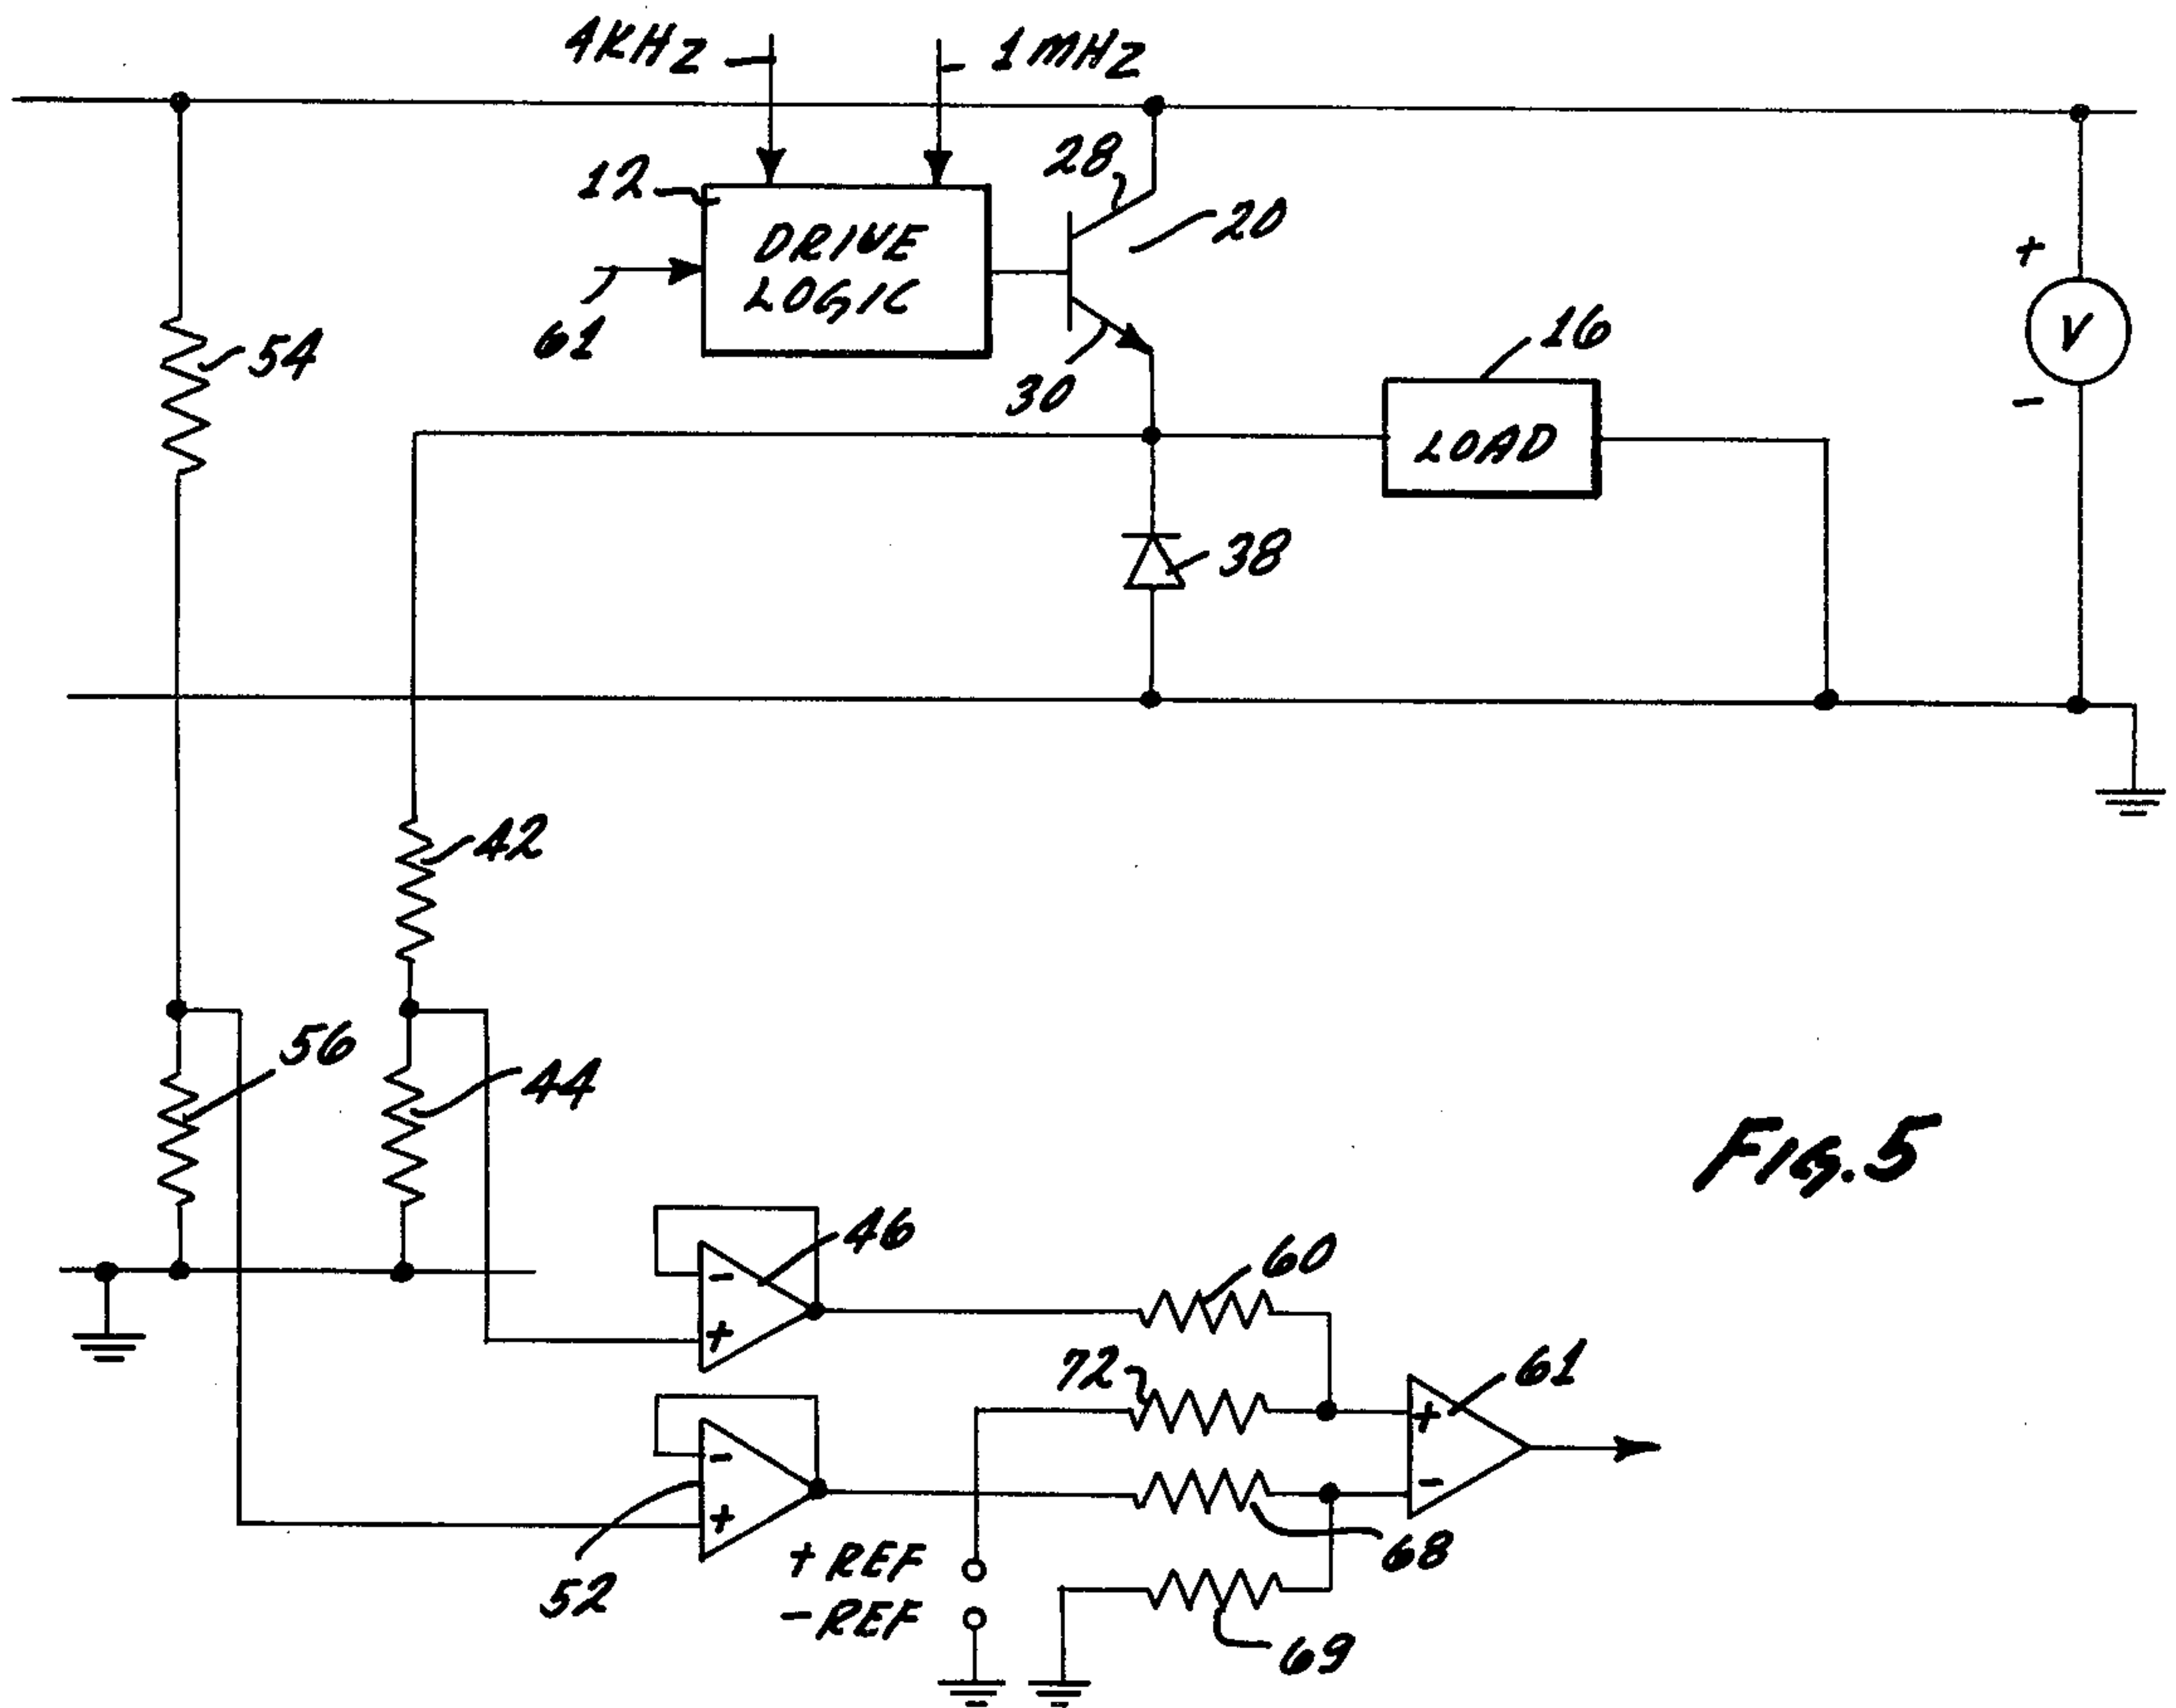 4KHz
1MHz
12
DRIVE
LOGIC
61
28
20
30
+
V
-
16
LOAD
54
38
42
56
44
FIG. 5
46
-
+
60
72
61
+
-
-
+
52
68
+ REF
- REF
69